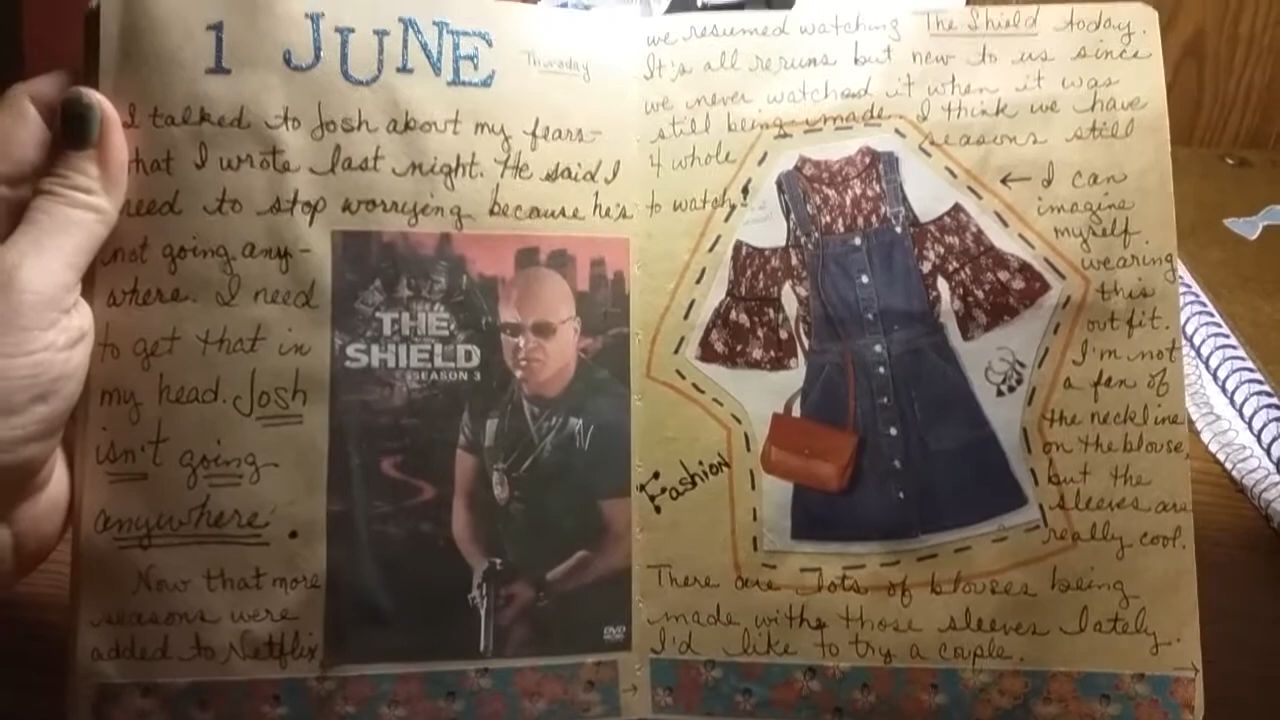 1 JUNE Thursday
I talked to Josh about my fears
that I wrote last night. He said I
need to stop worrying because he's
not going any-
where. I need
to get that in
my head. Josh
isn't going
anywhere.
Now that more
seasons were
added to Netflix
THE
SHIELD
SEASON 3
DVD
we resumed watching The Shield today.
It's all reruns but new to us since
we never watched it when it was
still being made. I think we have
4 whole seasons still
to watch!
← I can
imagine
myself
wearing
this
outfit.
I'm not
a fan of
the neckline
on the blouse,
but the
sleeves are
really cool.
Fashion
There are lots of blouses being
made with those sleeves lately.
I'd like to try a couple.